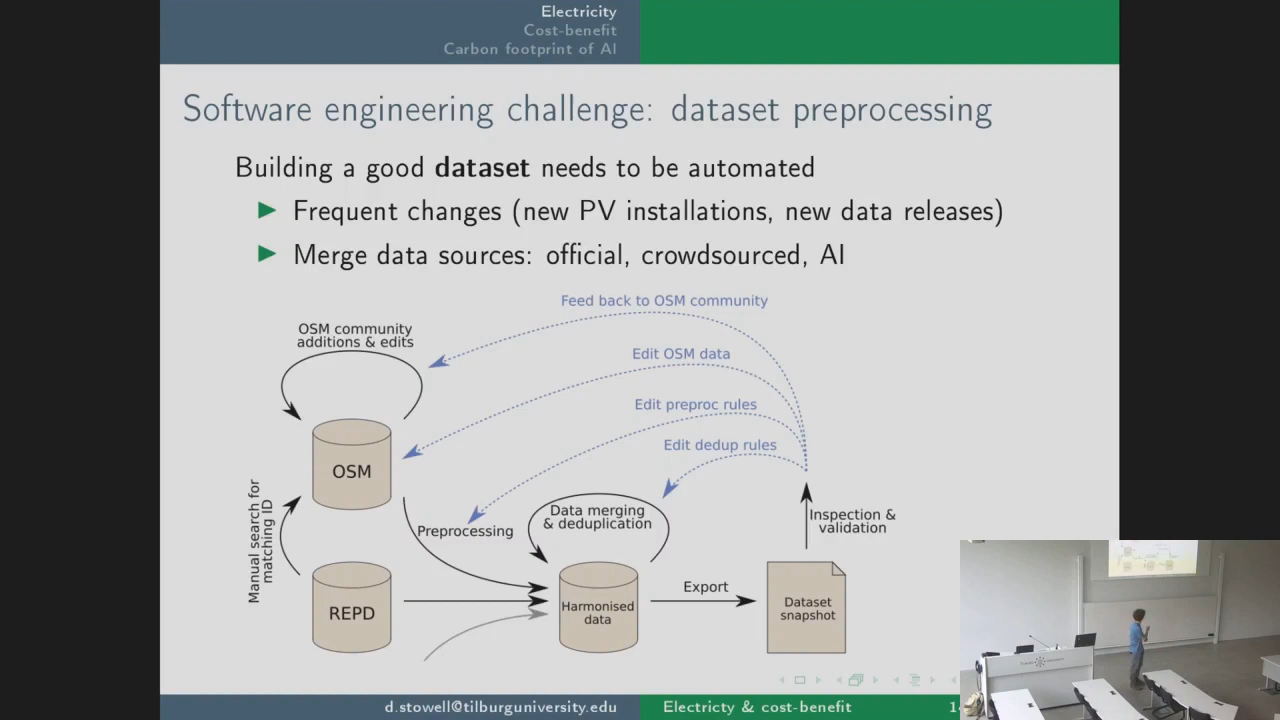 Electricity
Cost-benefit
Carbon footprint of AI
Software engineering challenge: dataset preprocessing
Building a good dataset needs to be automated
Frequent changes (new PV installations, new data releases)
Merge data sources: official, crowdsourced, AI
Feed back to OSM community
OSM community
additions & edits
Edit OSM data
Edit preproc rules
Edit dedup rules
OSM
Manual search for
matching ID
Preprocessing
Data merging
& deduplication
Inspection &
validation
REPD
Harmonised
data
Export
Dataset
snapshot
d.stowell@tilburguniversity.edu
Electricty & cost-benefit